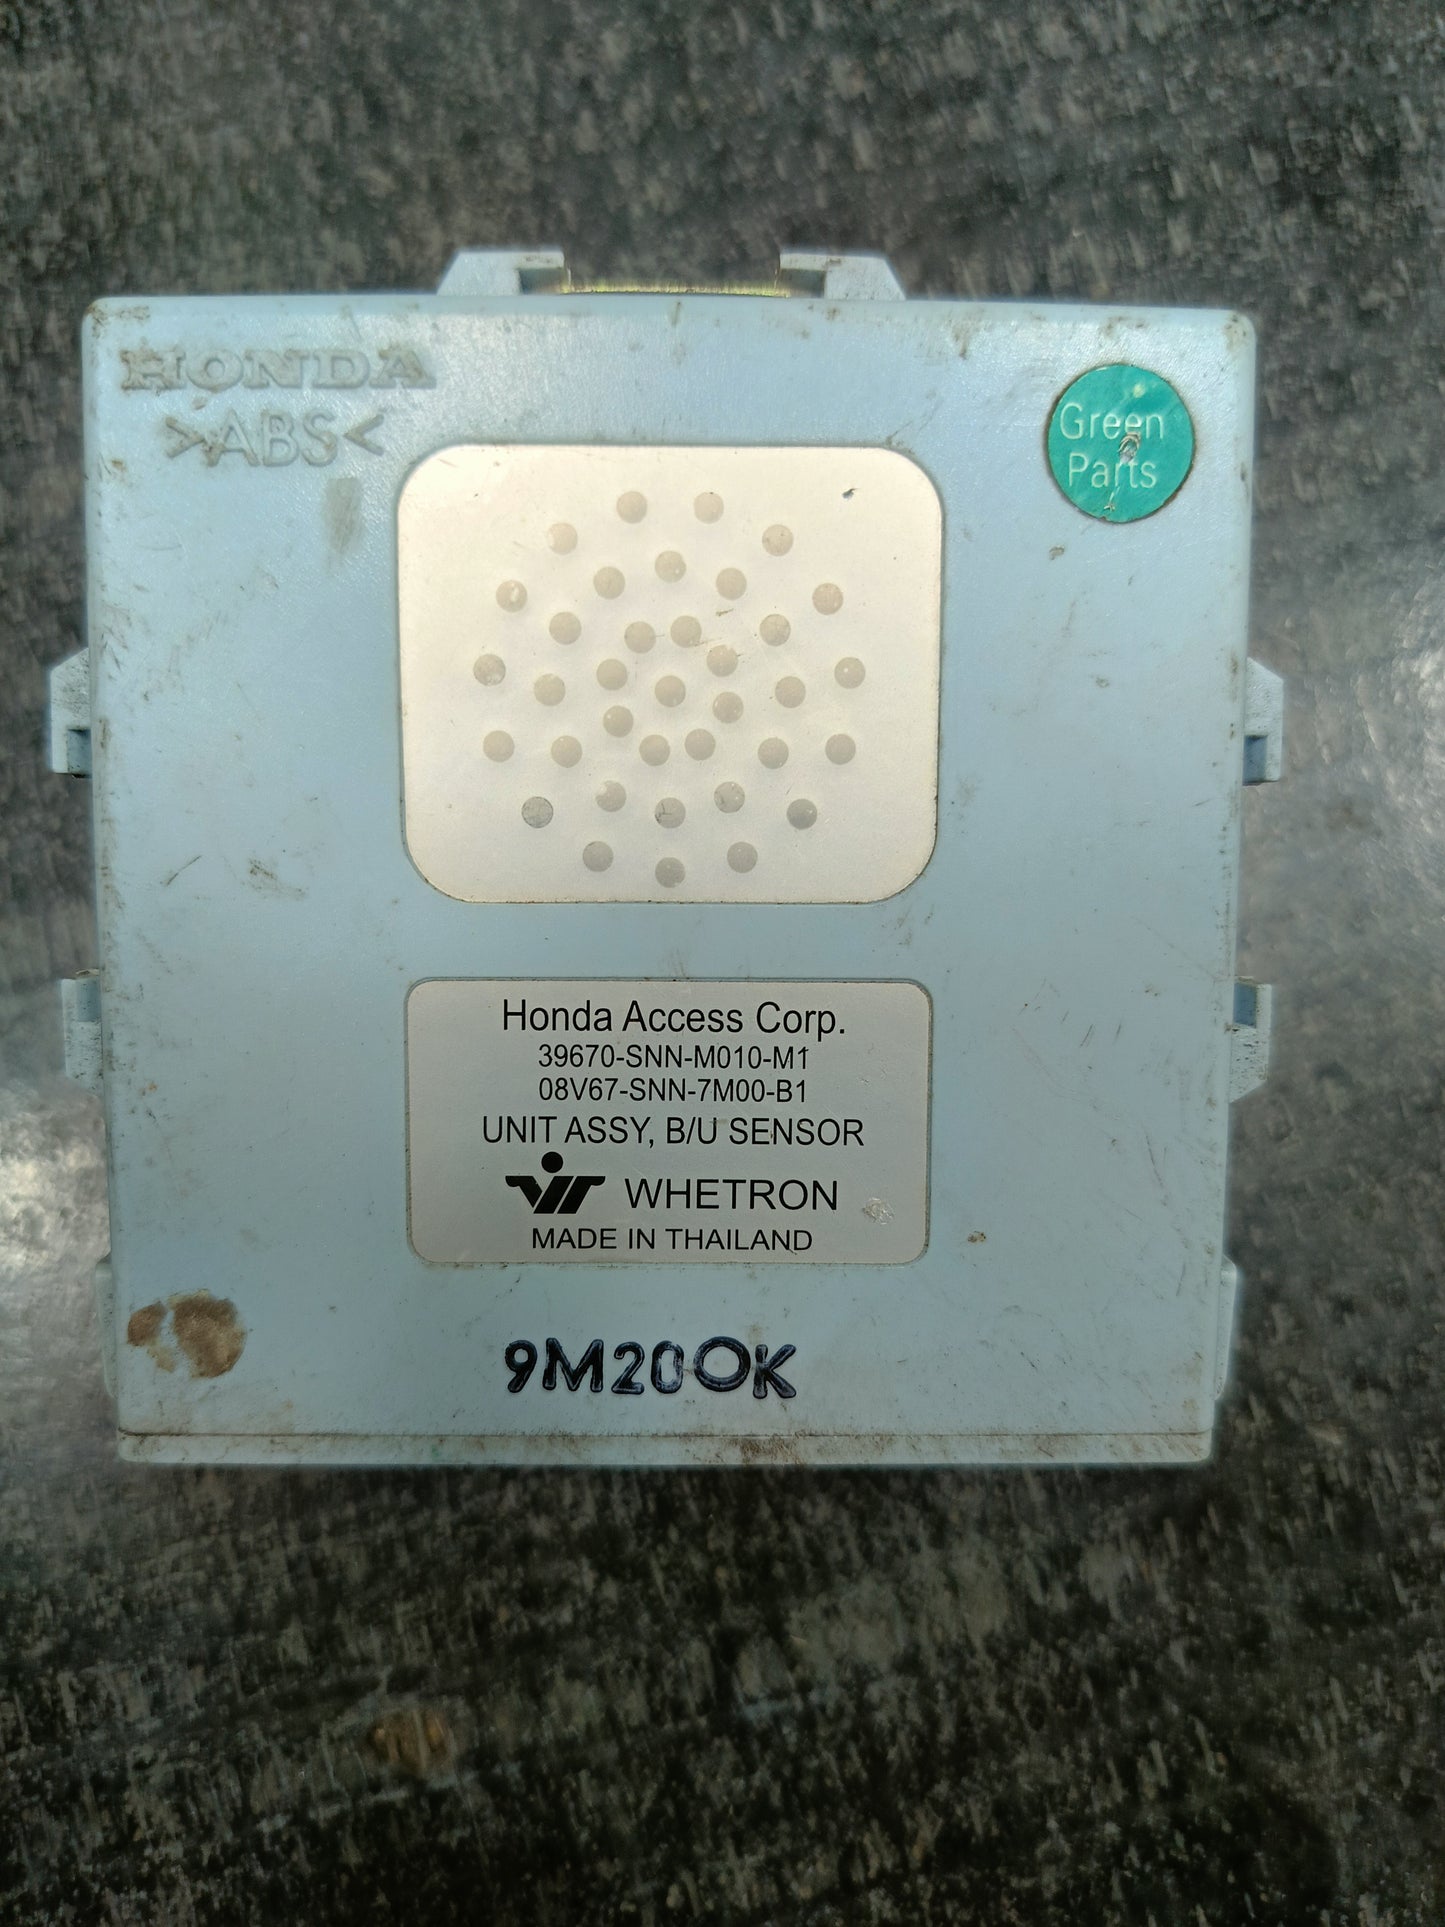 HONDA
>ABS<
Green
Parts
Honda Access Corp.
39670-SNN-M010-M1
08V67-SNN-7M00-B1
UNIT ASSY, B/U SENSOR
WHETRON
MADE IN THAILAND
9M20OK